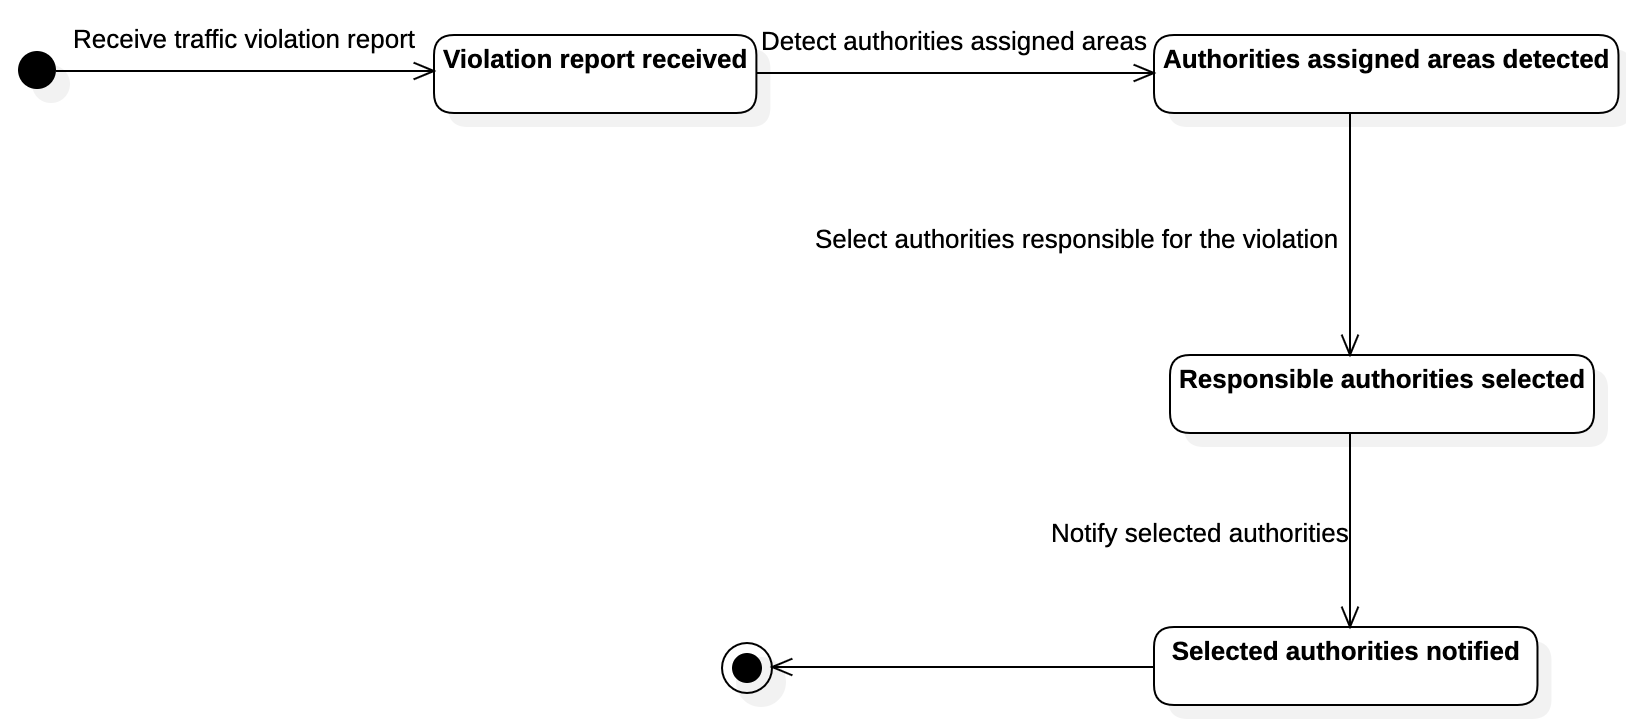 Receive traffic violation report
Violation report received
Detect authorities assigned areas
Authorities assigned areas detected
Select authorities responsible for the violation
Responsible authorities selected
Notify selected authorities
Selected authorities notified